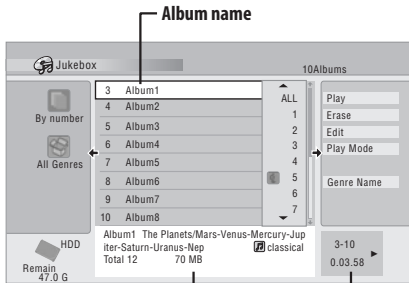 Album name
Jukebox
10Albums
By number
All Genres
3 Album1
4 Album2
5 Album3
6 Album4
7 Album5
8 Album6
9 Album7
10 Album8
ALL
1
2
3
4
5
6
7
Play
Erase
Edit
Play Mode
Genre Name
HDD
Remain
47.0 G
Album1 The Planets/Mars-Venus-Mercury-Jup
iter-Saturn-Uranus-Nep classical
Total 12 70 MB
3-10
0.03.58